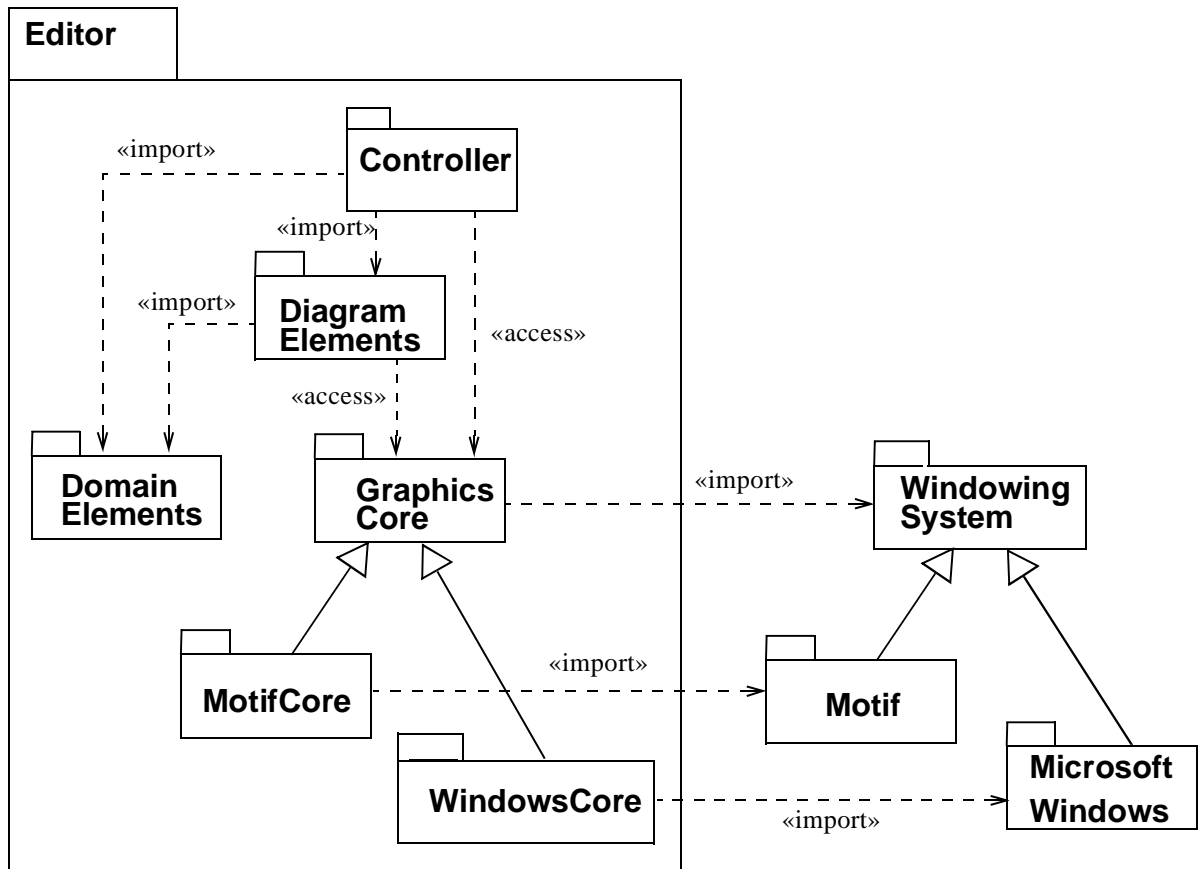 Editor
Controller
«import»
«import»
Diagram
Elements
«import»
«access»
«access»
Domain
Elements
Graphics
Core
«import»
Windowing
System
MotifCore
«import»
Motif
WindowsCore
«import»
Microsoft
Windows